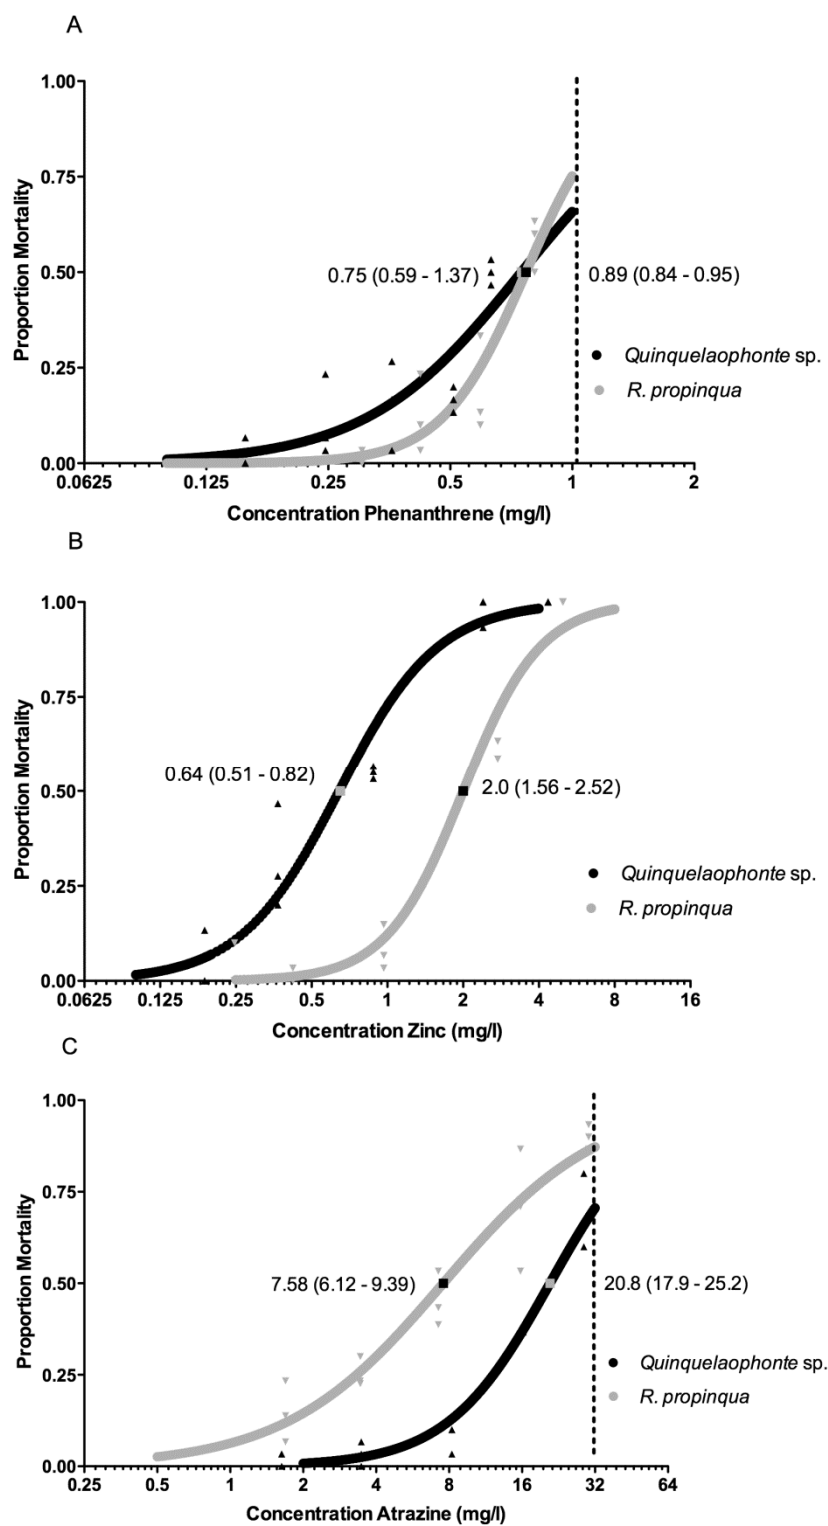 A
1.00
0.75
0.50
0.25
0.00
Proportion Mortality
0.75 (0.59 - 1.37)
0.89 (0.84 - 0.95)
Quinquelaophonte sp.
R. propinqua
0.0625 0.125 0.25 0.5 1 2
Concentration Phenanthrene (mg/l)
B
1.00
0.75
0.50
0.25
0.00
Proportion Mortality
0.64 (0.51 - 0.82)
2.0 (1.56 - 2.52)
Quinquelaophonte sp.
R. propinqua
0.0625 0.125 0.25 0.5 1 2 4 8 16
Concentration Zinc (mg/l)
C
1.00
0.75
0.50
0.25
0.00
Proportion Mortality
7.58 (6.12 - 9.39)
20.8 (17.9 - 25.2)
Quinquelaophonte sp.
R. propinqua
0.25 0.5 1 2 4 8 16 32 64
Concentration Atrazine (mg/l)